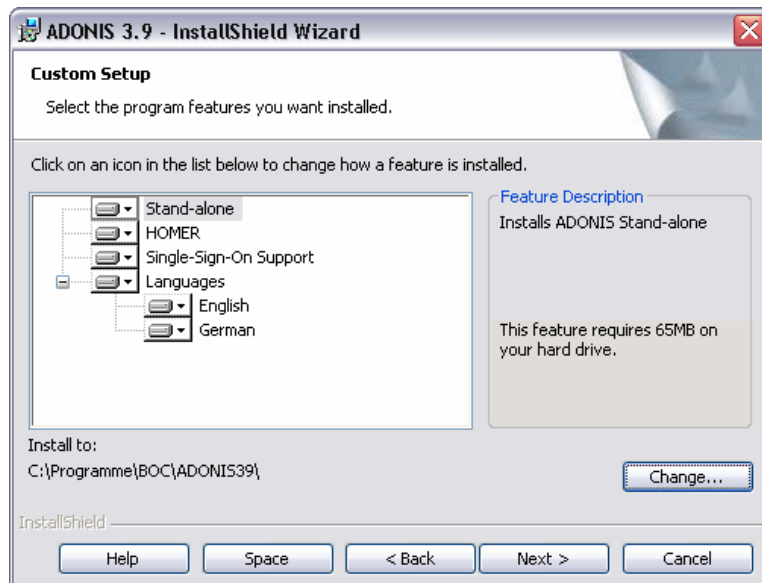 ADONIS 3.9 - InstallShield Wizard
Custom Setup
Select the program features you want installed.
Click on an icon in the list below to change how a feature is installed.
Stand-alone
HOMER
Single-Sign-On Support
Languages
English
German
Feature Description
Installs ADONIS Stand-alone
This feature requires 65MB on
your hard drive.
Install to:
C:\Programme\BOC\ADONIS39\
Change...
InstallShield
Help
Space
< Back
Next >
Cancel